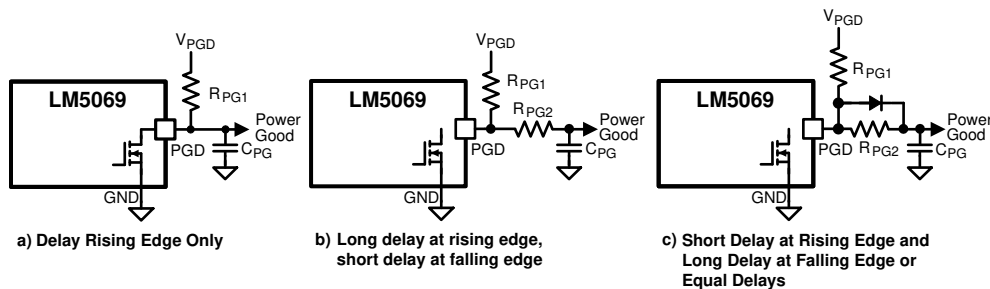 VPGD
RPG1
LM5069
Power
Good
PGD
CPG
GND
a) Delay Rising Edge Only
VPGD
RPG1
LM5069
RPG2
Power
Good
PGD
CPG
GND
b) Long delay at rising edge,
short delay at falling edge
VPGD
RPG1
LM5069
Power
Good
PGD
RPG2
CPG
GND
c) Short Delay at Rising Edge and
Long Delay at Falling Edge or
Equal Delays